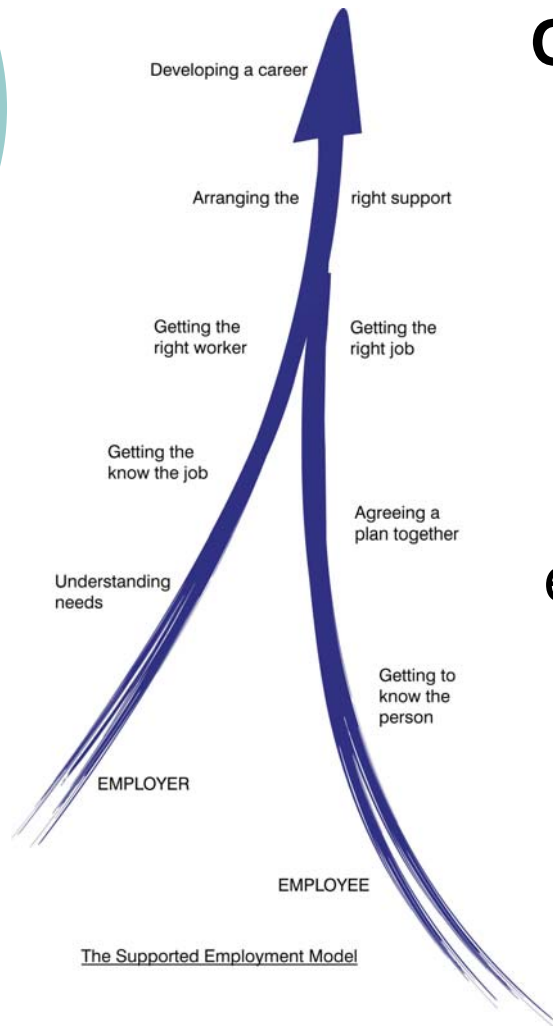 C
Developing a career
Arranging the right support
Getting the
right worker
Getting the
right job
Getting the
know the job
Agreeing a
plan together
Understanding
needs
e
Getting to
know the
person
EMPLOYER
EMPLOYEE
The Supported Employment Model